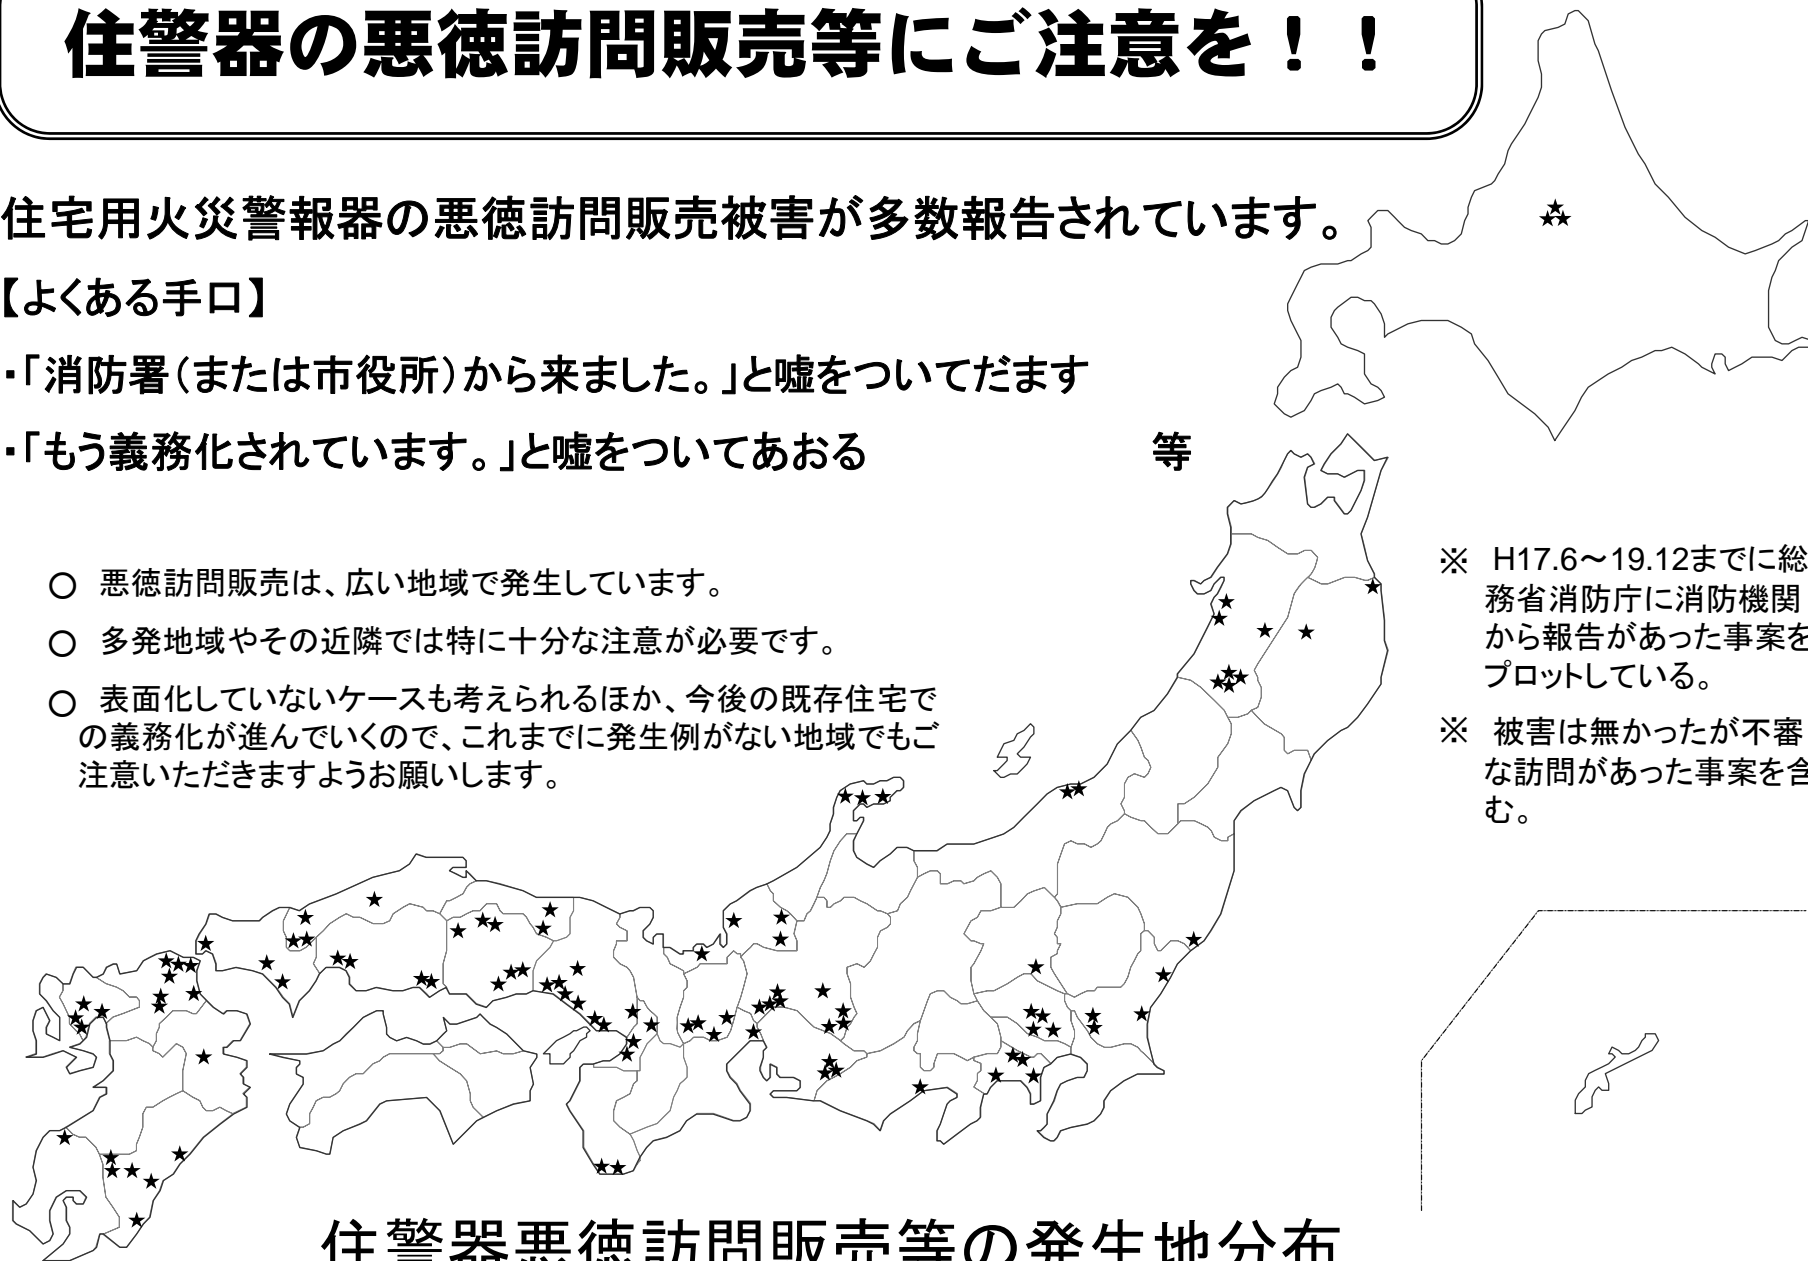 住警器の悪徳訪問販売等にご注意を！！
住宅用火災警報器の悪徳訪問販売被害が多数報告されています。
【よくある手口】
・「消防署（または市役所）から来ました。」と嘘をついてだます
・「もう義務化されています。」と嘘をついてあおる　等
○　悪徳訪問販売は、広い地域で発生しています。
○　多発地域やその近隣では特に十分な注意が必要です。
○　表面化していないケースも考えられるほか、今後の既存住宅で
の義務化が進んでいくので、これまでに発生例がない地域でもご
注意いただきますようお願いします。
※　H17.6～19.12までに総
務省消防庁に消防機関
から報告があった事案を
プロットしている。
※　被害は無かったが不審
な訪問があった事案を含
む。
住警器悪徳訪問販売等の発生地分布